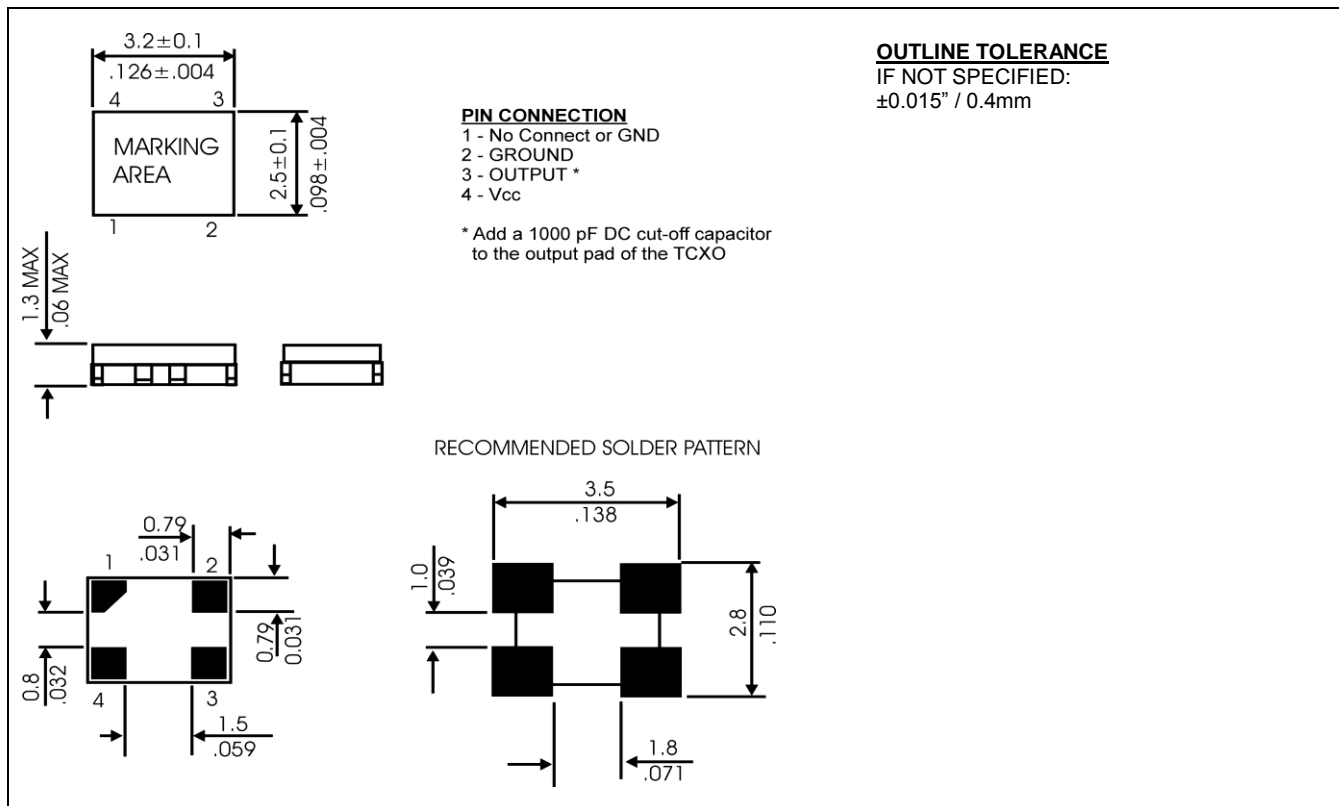 3.2±0.1
.126±.004
4 3
MARKING
AREA
1 2
2.5±0.1
.098±.004
PIN CONNECTION
1 - No Connect or GND
2 - GROUND
3 - OUTPUT *
4 - Vcc
* Add a 1000 pF DC cut-off capacitor
to the output pad of the TCXO
OUTLINE TOLERANCE
IF NOT SPECIFIED:
±0.015” / 0.4mm
1.3 MAX
.06 MAX
0.79
.031
1 2
0.79
0.031
0.8
.032
4 3
1.5
.059
RECOMMENDED SOLDER PATTERN
3.5
.138
1.0
.039
2.8
.110
1.8
.071